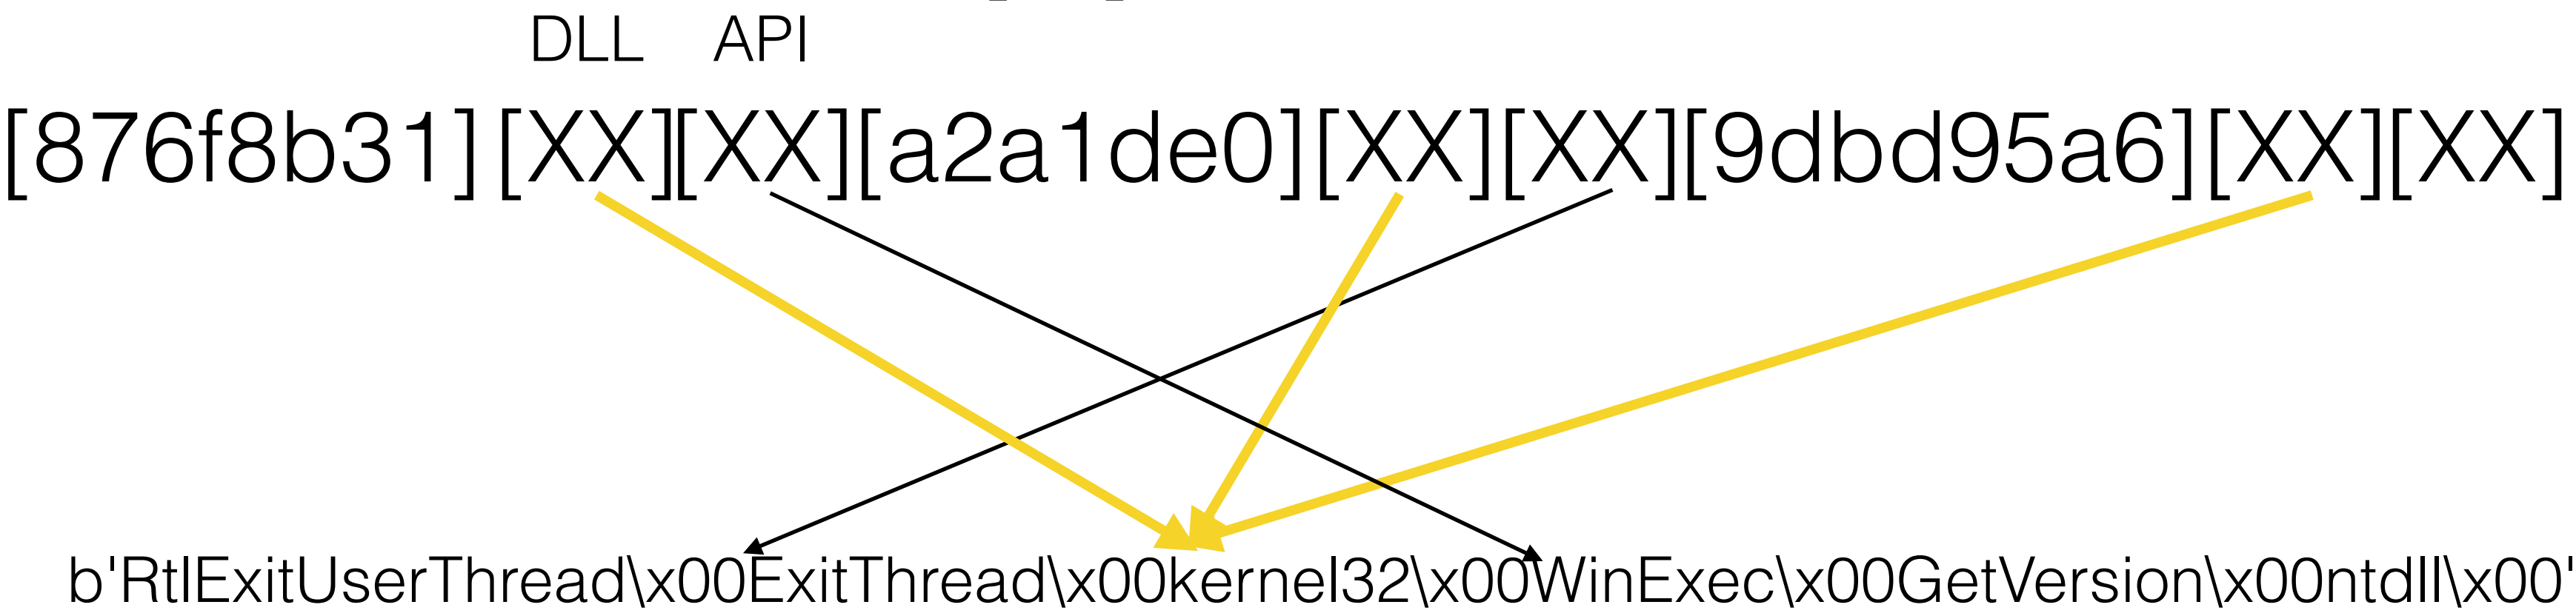 DLL API
[876f8b31][XX][XX][a2a1de0][XX][XX][9dbd95a6][XX][XX]
b'RtlExitUserThread\x00ExitThread\x00kernel32\x00WinExec\x00GetVersion\x00ntdll\x00'